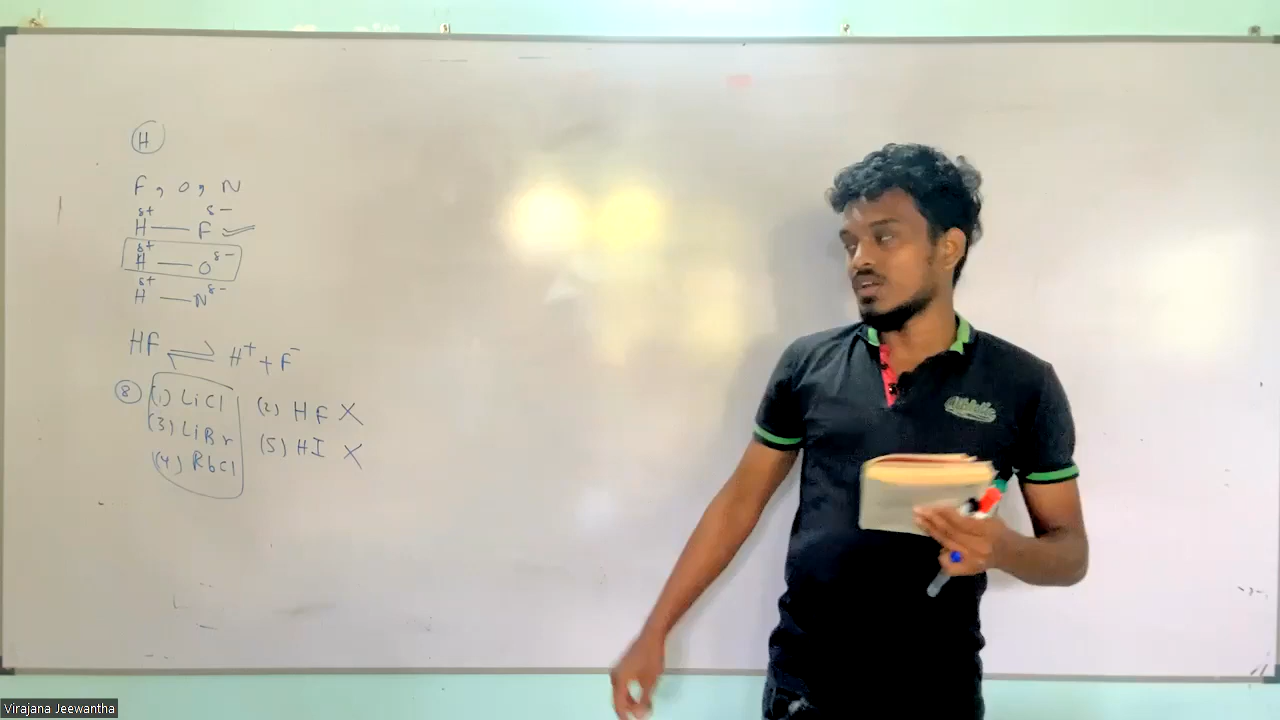 H
F, O, N
δ+ δ-
H — F
δ+ δ-
H — O
δ+ δ-
H — N
HF ⇌ H⁺ + F⁻
⑧ (1) LiCl (2) HF X
(3) LiBr (5) HI X
(4) RbCl
Virajana Jeewantha